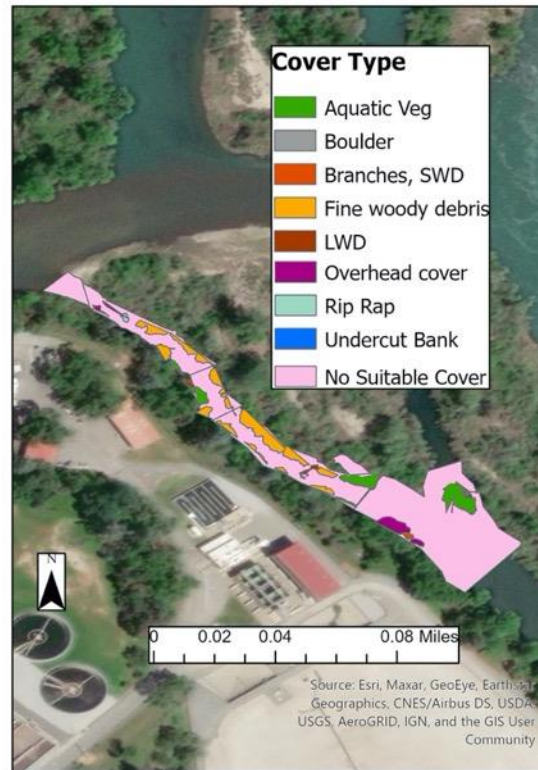 Cover Type
Aquatic Veg
Boulder
Branches, SWD
Fine woody debris
LWD
Overhead cover
Rip Rap
Undercut Bank
No Suitable Cover
N
0 0.02 0.04 0.08 Miles
Source: Esri, Maxar, GeoEye, Earthstar
Geographics, CNES/Airbus DS, USDA,
USGS, AeroGRID, IGN, and the GIS User
Community